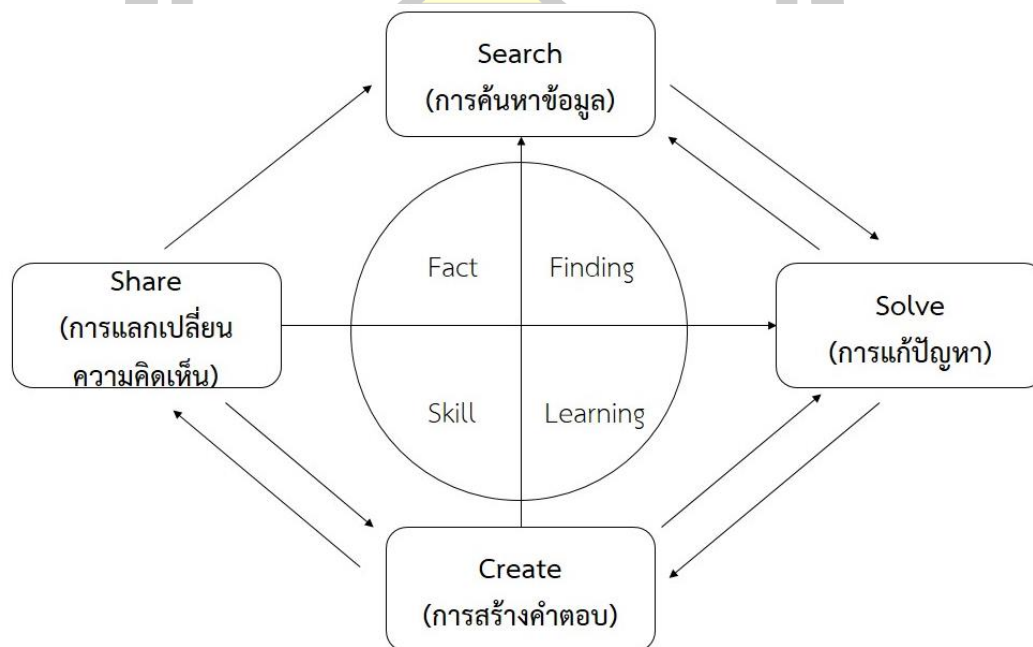 Search
(การค้นหาข้อมูล)
Fact
Finding
Share
(การแลกเปลี่ยน
ความคิดเห็น)
Solve
(การแก้ปัญหา)
Skill
Learning
Create
(การสร้างคำตอบ)